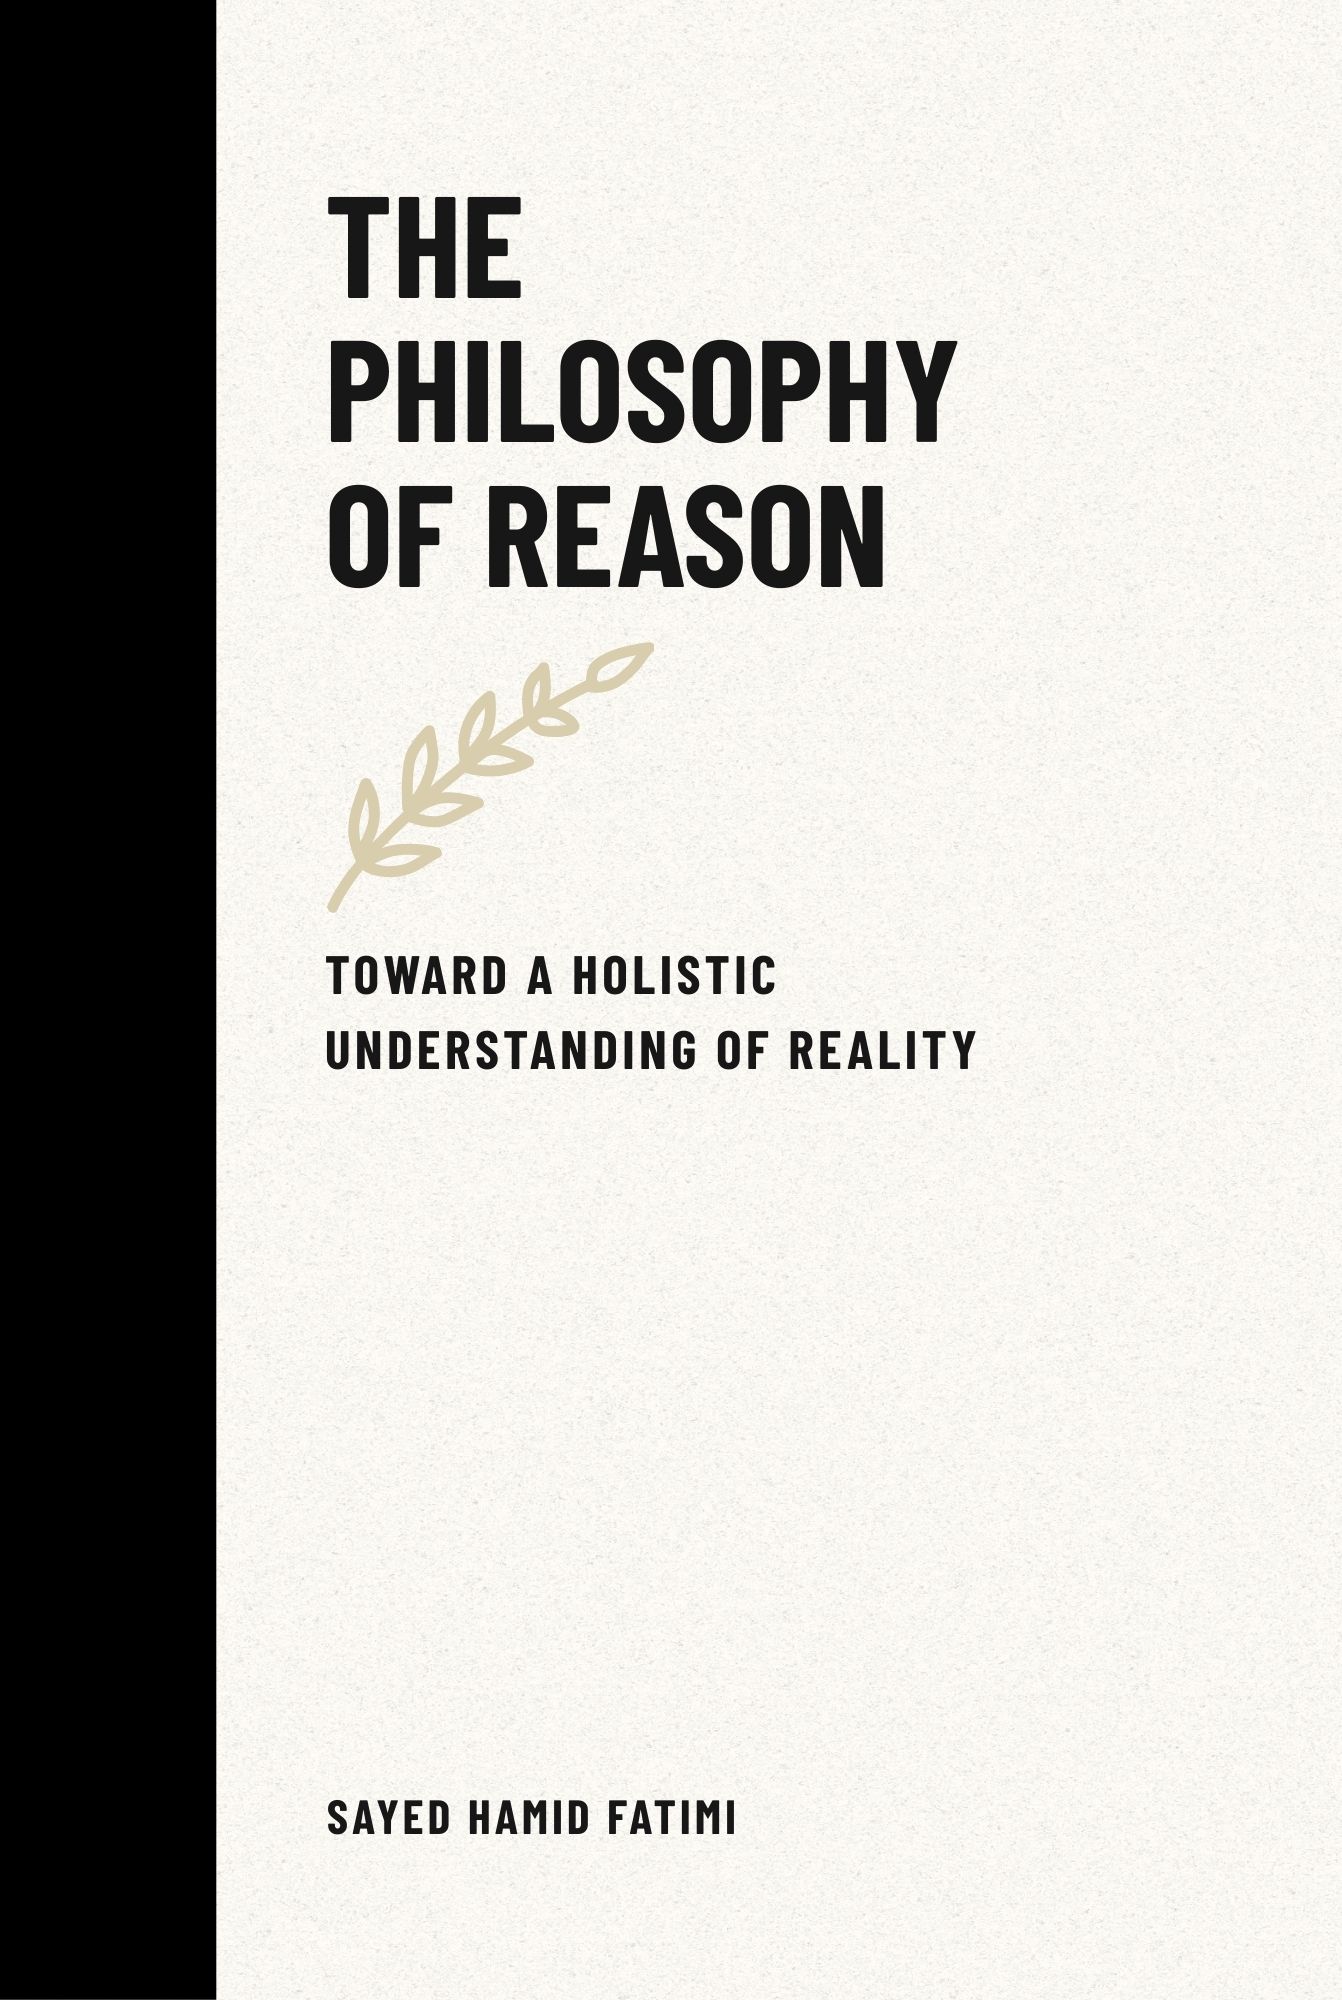 THE
PHILOSOPHY
OF REASON
TOWARD A HOLISTIC
UNDERSTANDING OF REALITY
SAYED HAMID FATIMI